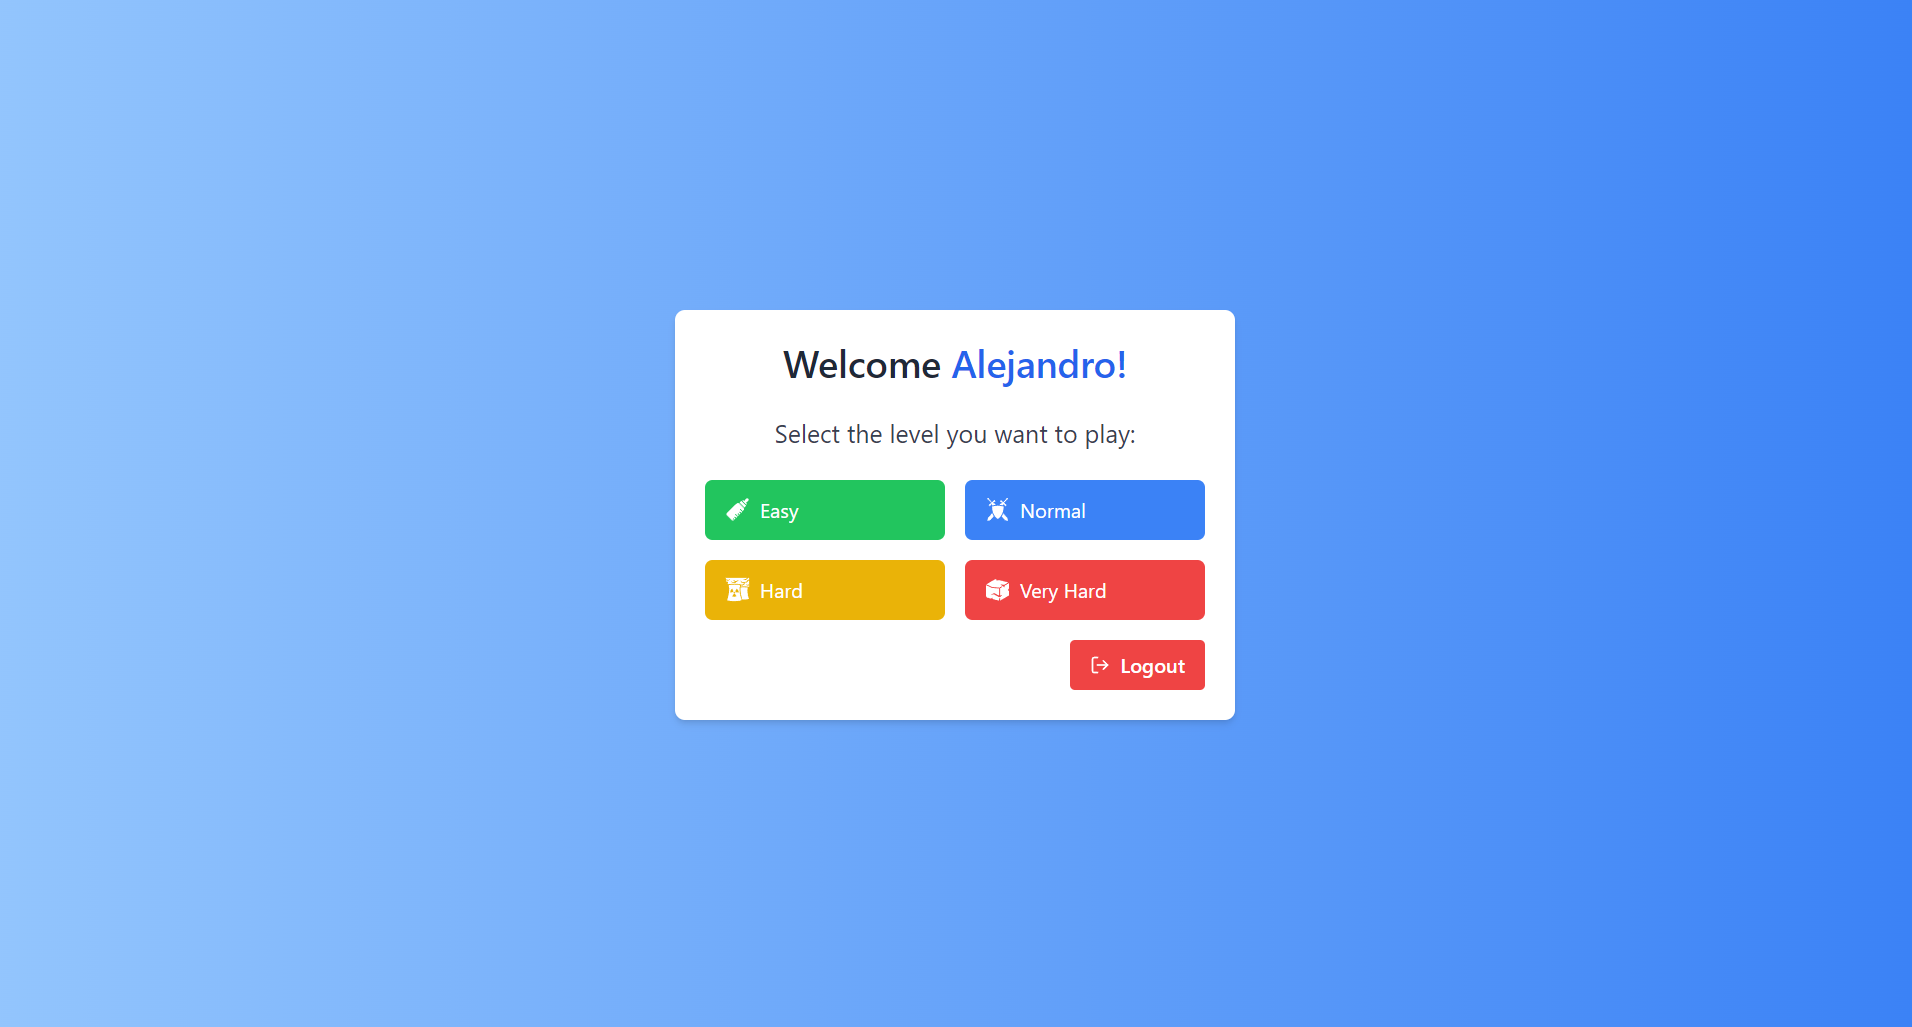 Welcome Alejandro!
Select the level you want to play:
Easy
Normal
Hard
Very Hard
Logout